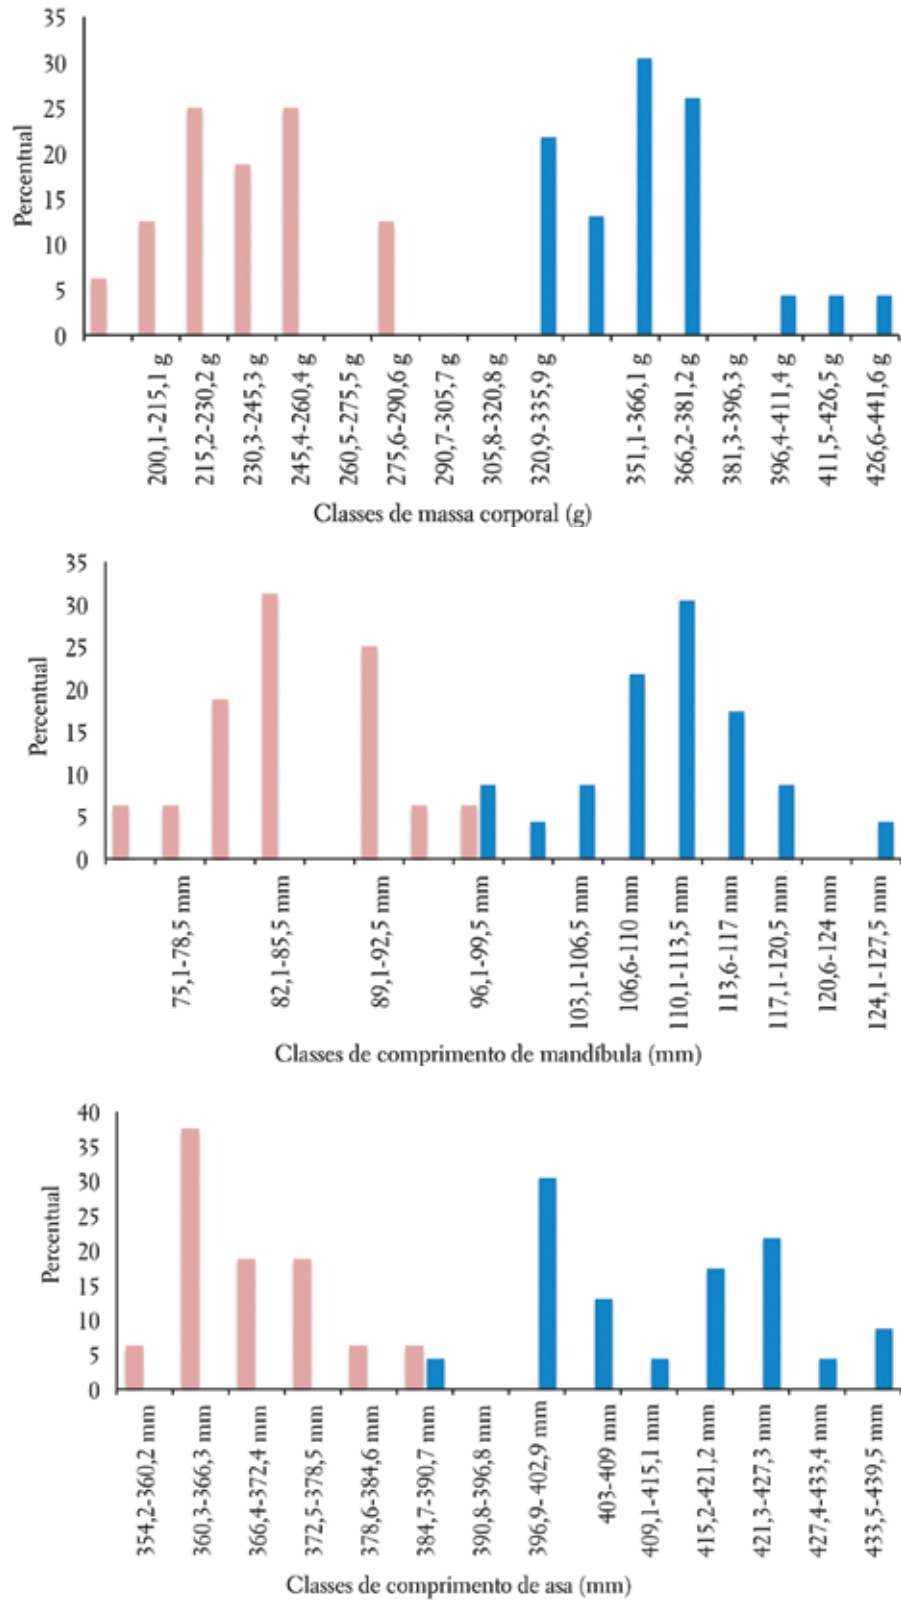 35
30
25
20
15
10
5
0
Percentual
200,1-215,1 g
215,2-230,2 g
230,3-245,3 g
245,4-260,4 g
260,5-275,5 g
275,6-290,6 g
290,7-305,7 g
305,8-320,8 g
320,9-335,9 g
351,1-366,1 g
366,2-381,2 g
381,3-396,3 g
396,4-411,4 g
411,5-426,5 g
426,6-441,6 g
Classes de massa corporal (g)
35
30
25
20
15
10
5
0
Percentual
75,1-78,5 mm
82,1-85,5 mm
89,1-92,5 mm
96,1-99,5 mm
103,1-106,5 mm
106,6-110 mm
110,1-113,5 mm
113,6-117 mm
117,1-120,5 mm
120,6-124 mm
124,1-127,5 mm
Classes de comprimento de mandíbula (mm)
40
35
30
25
20
15
10
5
0
Percentual
354,2-360,2 mm
360,3-366,3 mm
366,4-372,4 mm
372,5-378,5 mm
378,6-384,6 mm
384,7-390,7 mm
390,8-396,8 mm
396,9-402,9 mm
403-409 mm
409,1-415,1 mm
415,2-421,2 mm
421,3-427,3 mm
427,4-433,4 mm
433,5-439,5 mm
Classes de comprimento de asa (mm)